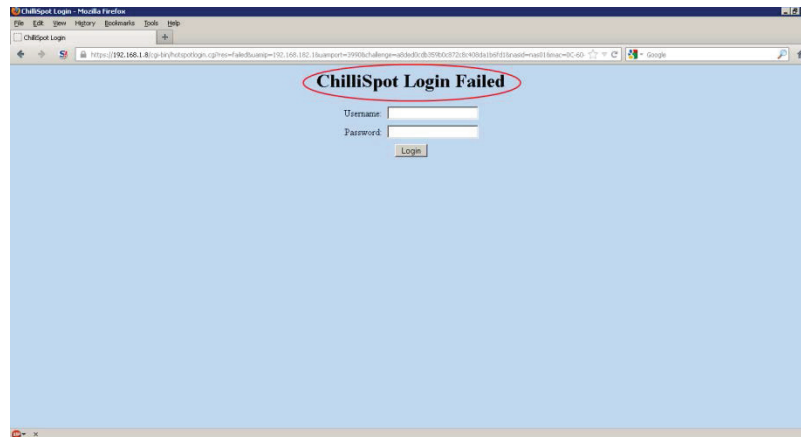 ChilliSpot Login - Mozilla Firefox
File Edit View History Bookmarks Tools Help
ChilliSpot Login
Google
ChilliSpot Login Failed
Username:
Password:
Login